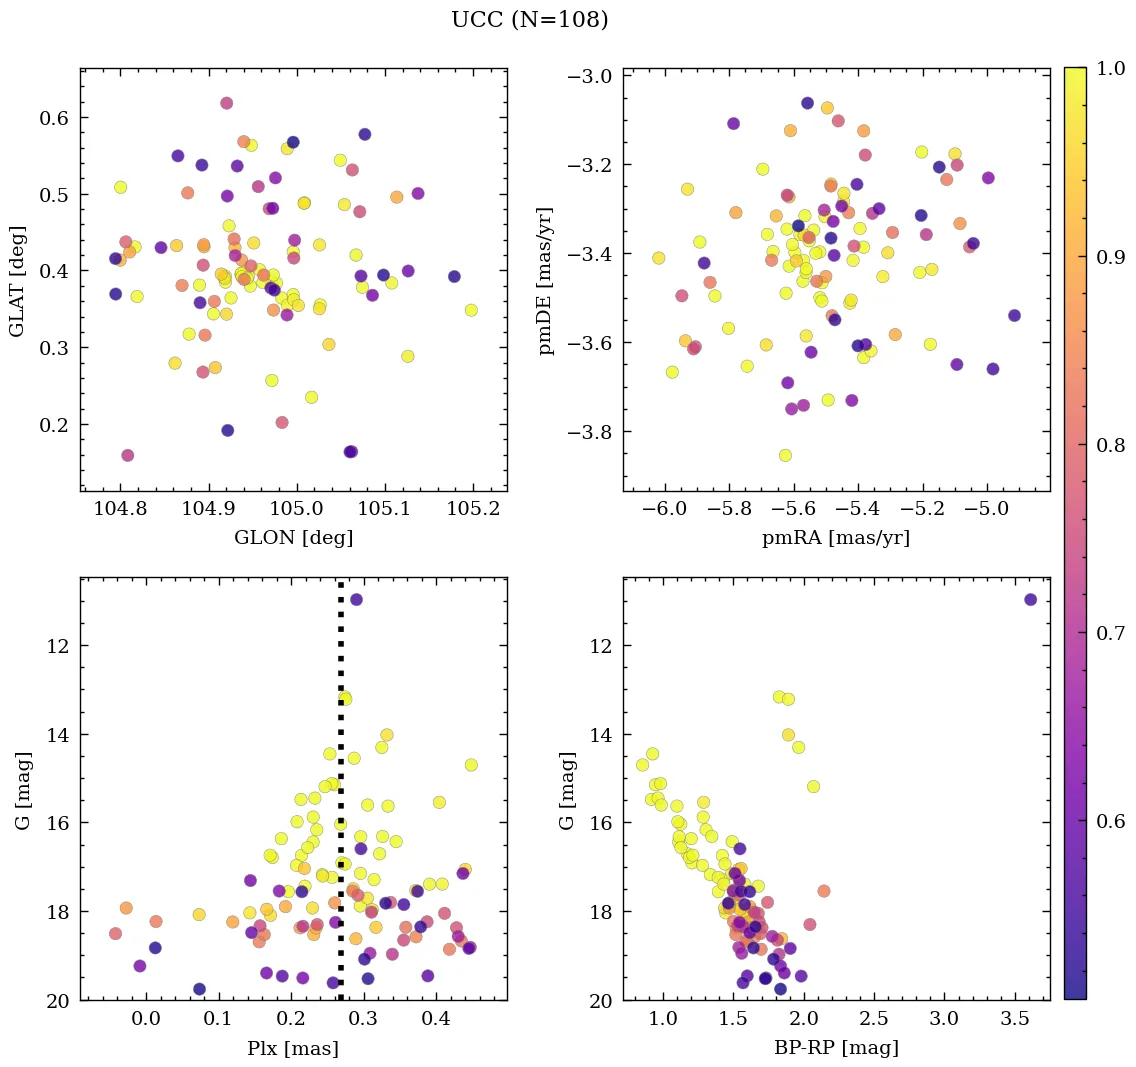 UCC (N=108)
0.6
0.5
0.4
0.3
0.2
GLAT [deg]
104.8 104.9 105.0 105.1 105.2
GLON [deg]
−3.0
−3.2
−3.4
−3.6
−3.8
pmDE [mas/yr]
−6.0 −5.8 −5.6 −5.4 −5.2 −5.0
pmRA [mas/yr]
1.0
0.9
0.8
0.7
0.6
12
14
16
18
20
G [mag]
0.0 0.1 0.2 0.3 0.4
Plx [mas]
12
14
16
18
20
G [mag]
1.0 1.5 2.0 2.5 3.0 3.5
BP-RP [mag]